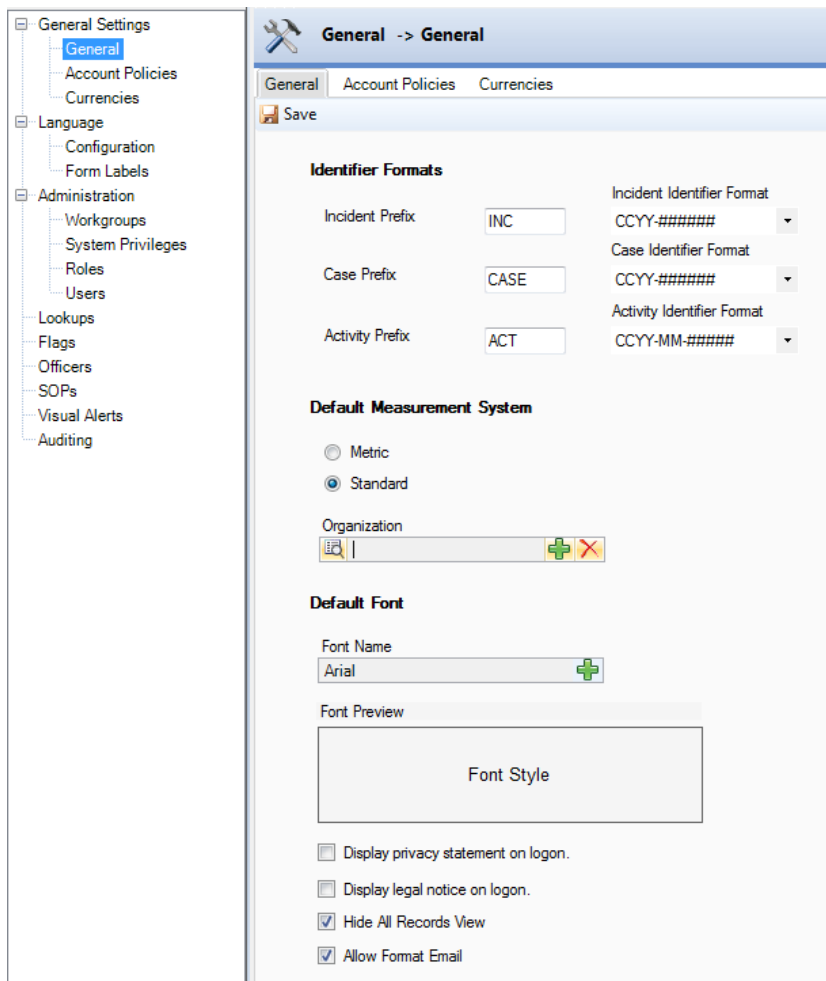 General Settings
General
Account Policies
Currencies
Language
Configuration
Form Labels
Administration
Workgroups
System Privileges
Roles
Users
Lookups
Flags
Officers
SOPs
Visual Alerts
Auditing
General -> General
General Account Policies Currencies
Save
Identifier Formats
Incident Identifier Format
Incident Prefix INC CCYY-######
Case Identifier Format
Case Prefix CASE CCYY-######
Activity Identifier Format
Activity Prefix ACT CCYY-MM-#####
Default Measurement System
Metric
Standard
Organization
Default Font
Font Name
Arial
Font Preview
Font Style
Display privacy statement on logon.
Display legal notice on logon.
Hide All Records View
Allow Format Email